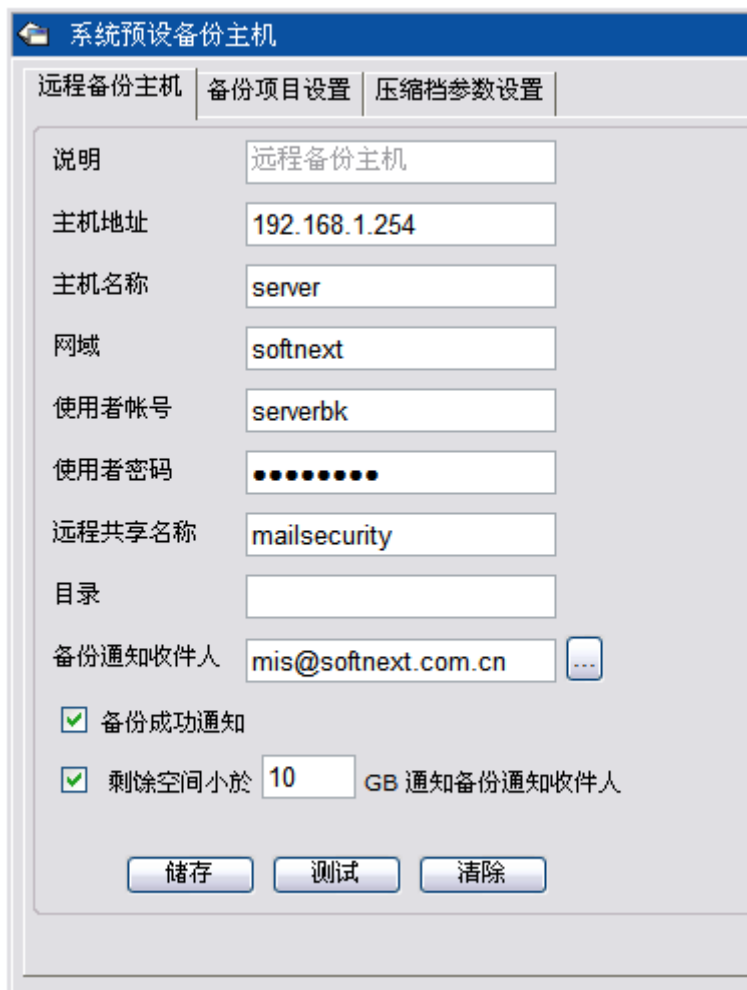 系统预设备份主机
远程备份主机 备份项目设置 压缩档参数设置
说明 远程备份主机
主机地址 192.168.1.254
主机名称 server
网域 softnext
使用者帐号 serverbk
使用者密码 ●●●●●●●●
远程共享名称 mailsecurity
目录
备份通知收件人 mis@softnext.com.cn ...
备份成功通知
剩馀空间小於 10 GB 通知备份通知收件人
储存 测试 清除